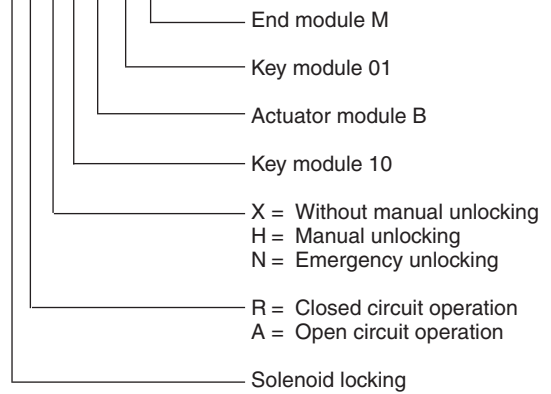 End module M
Key module 01
Actuator module B
Key module 10
X = Without manual unlocking
H = Manual unlocking
N = Emergency unlocking
R = Closed circuit operation
A = Open circuit operation
Solenoid locking